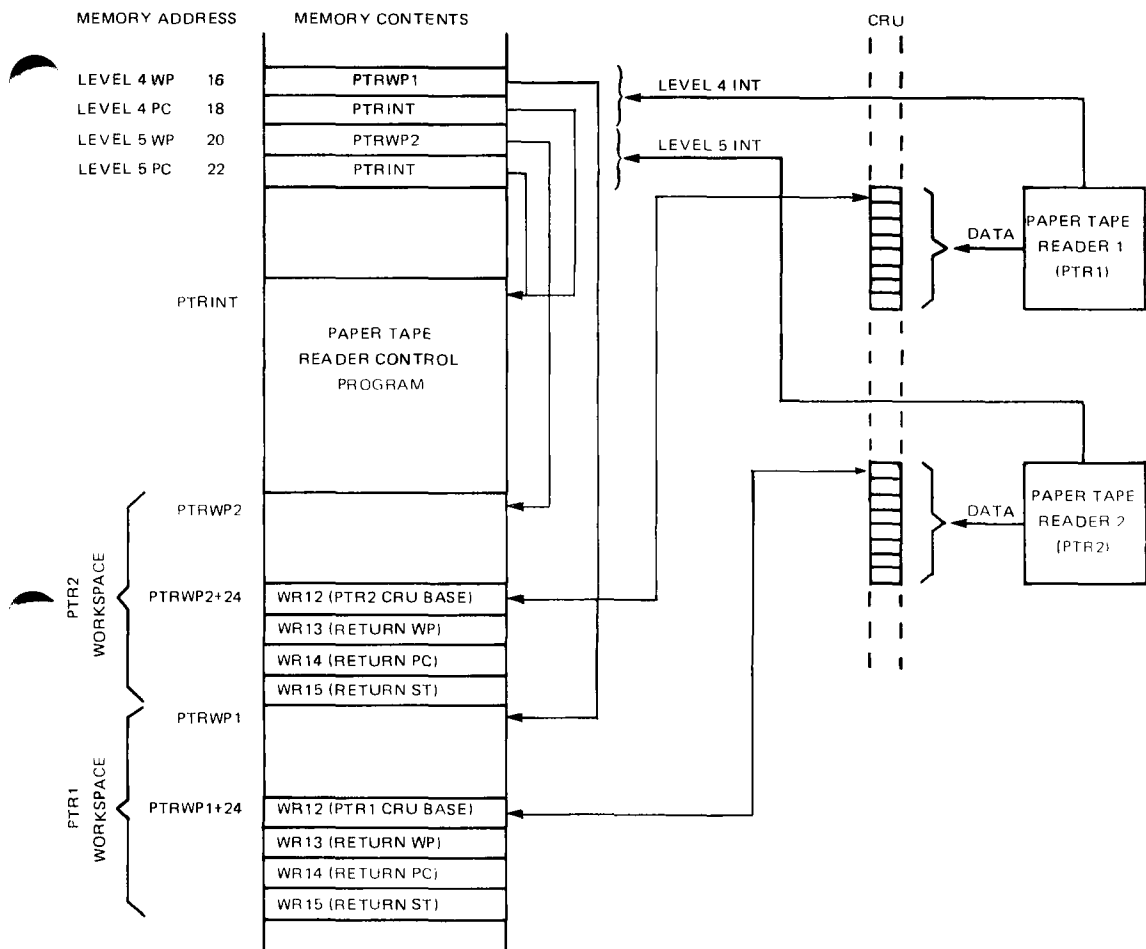 MEMORY ADDRESS
MEMORY CONTENTS
CRU
LEVEL 4 WP 16
PTRWP1
LEVEL 4 PC 18
PTRINT
LEVEL 5 WP 20
PTRWP2
LEVEL 5 PC 22
PTRINT
LEVEL 4 INT
LEVEL 5 INT
PAPER TAPE
READER 1
(PTR1)
DATA
PTRINT
PAPER TAPE
READER CONTROL
PROGRAM
PAPER TAPE
READER 2
(PTR2)
DATA
PTR2
WORKSPACE
PTRWP2
PTRWP2+24
WR12 (PTR2 CRU BASE)
WR13 (RETURN WP)
WR14 (RETURN PC)
WR15 (RETURN ST)
PTR1
WORKSPACE
PTRWP1
PTRWP1+24
WR12 (PTR1 CRU BASE)
WR13 (RETURN WP)
WR14 (RETURN PC)
WR15 (RETURN ST)